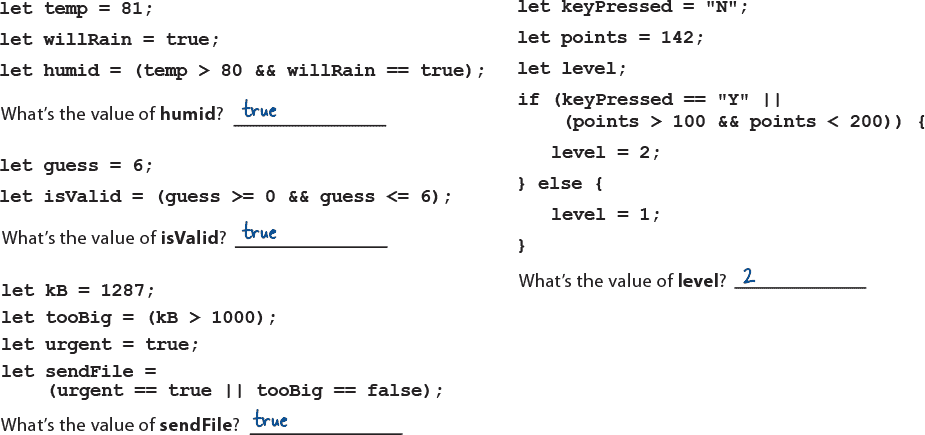 let temp = 81;
let willRain = true;
let humid = (temp > 80 && willRain == true);
What's the value of humid? true
let guess = 6;
let isValid = (guess >= 0 && guess <= 6);
What's the value of isValid? true
let kB = 1287;
let tooBig = (kB > 1000);
let urgent = true;
let sendFile =
(urgent == true || tooBig == false);
What's the value of sendFile? true
let keyPressed = "N";
let points = 142;
let level;
if (keyPressed == "Y" ||
(points > 100 && points < 200)) {
level = 2;
} else {
level = 1;
}
What's the value of level? 2